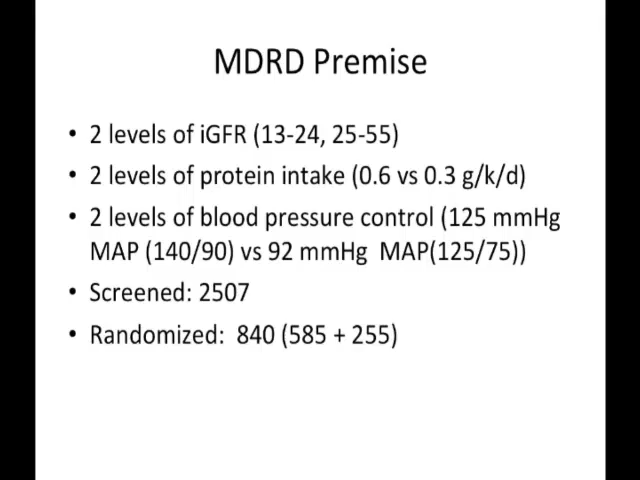 MDRD Premise
• 2 levels of iGFR (13-24, 25-55)
• 2 levels of protein intake (0.6 vs 0.3 g/k/d)
• 2 levels of blood pressure control (125 mmHg
MAP (140/90) vs 92 mmHg MAP(125/75))
• Screened: 2507
• Randomized: 840 (585 + 255)